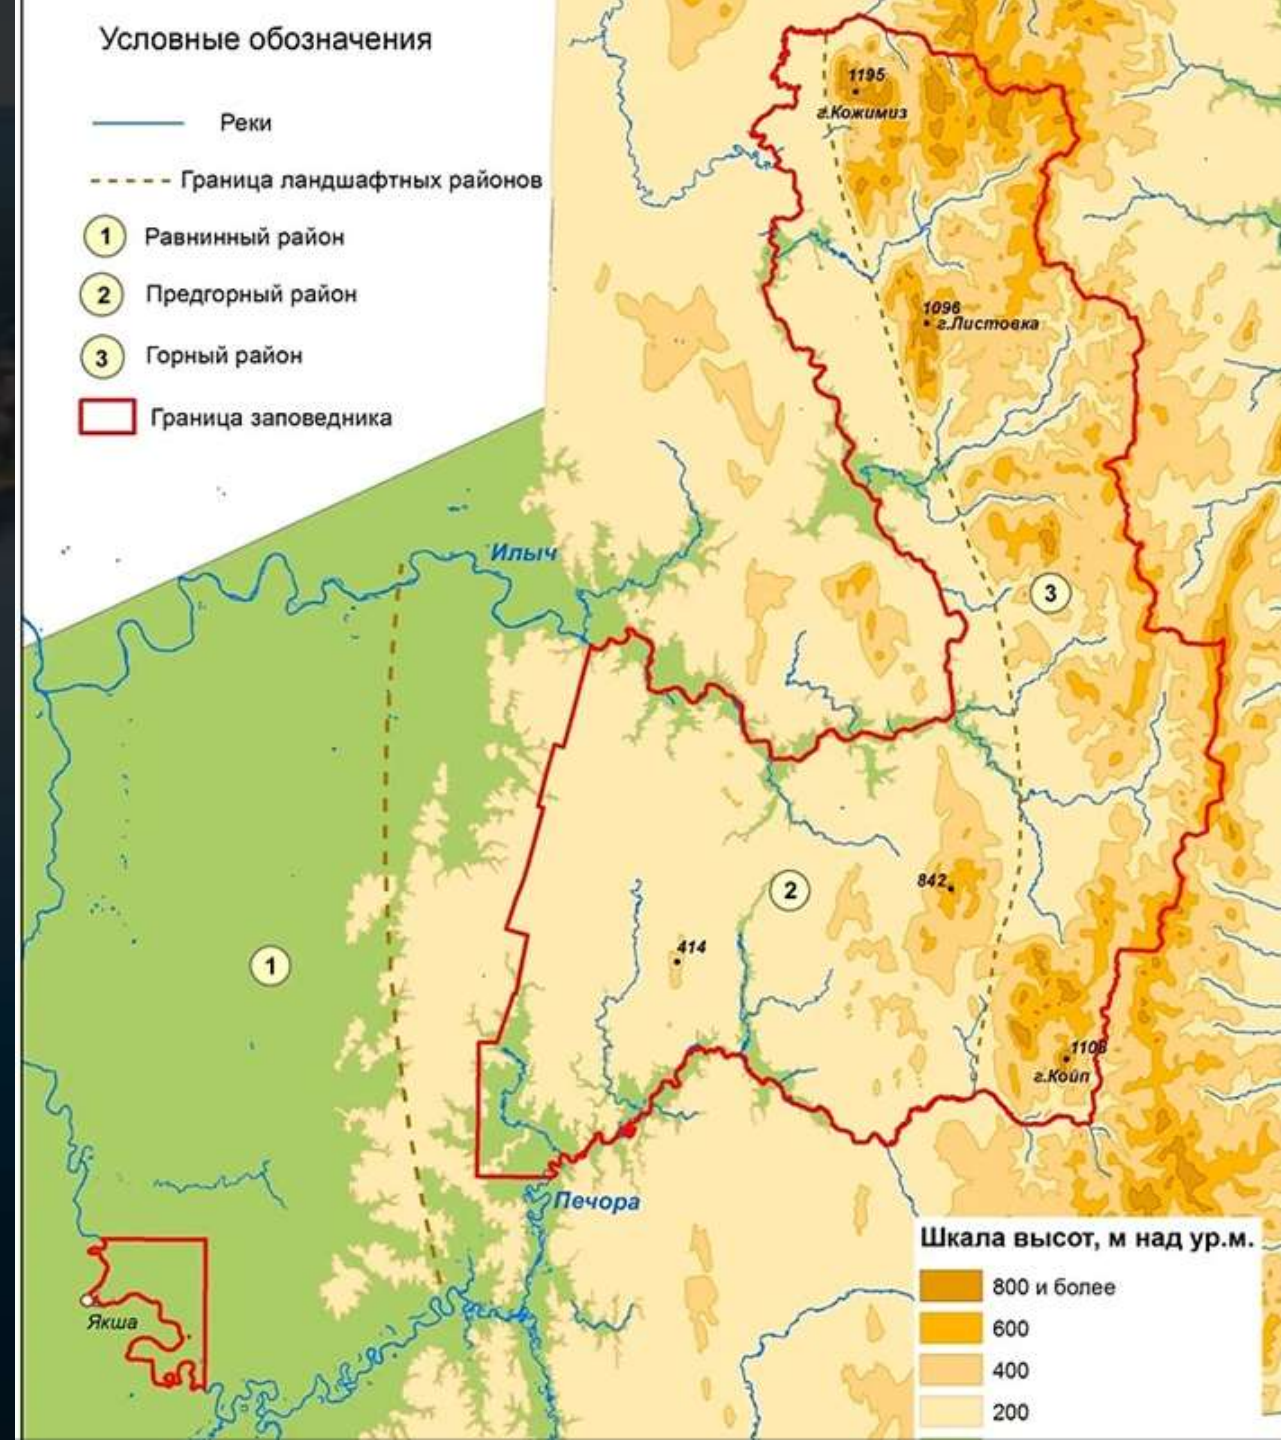 Условные обозначения
Реки
Граница ландшафтных районов
1 Равнинный район
2 Предгорный район
3 Горный район
Граница заповедника
1195
г.Кожимиз
1096
г.Листовка
Илыч
3
842
2
414
1
1108
г.Койп
Печора
Якша
Шкала высот, м над ур.м.
800 и более
600
400
200